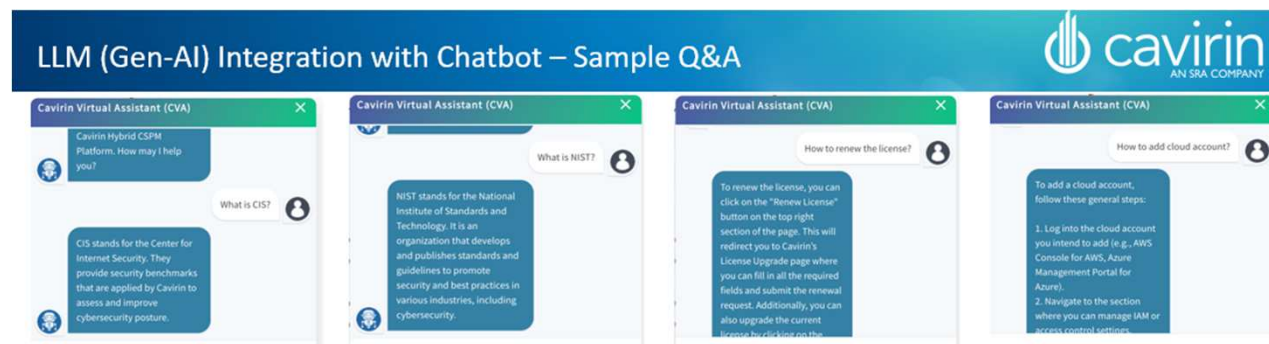 LLM (Gen-AI) Integration with Chatbot – Sample Q&A
cavirin
AN SRA COMPANY
Cavirin Virtual Assistant (CVA)
Cavirin Hybrid CSPM
Platform. How may I help
you?
What is CIS?
CIS stands for the Center for
Internet Security. They
provide security benchmarks
that are applied by Cavirin to
assess and improve
cybersecurity posture.
Cavirin Virtual Assistant (CVA)
What is NIST?
NIST stands for the National
Institute of Standards and
Technology. It is an
organization that develops
and publishes standards and
guidelines to promote
security and best practices in
various industries, including
cybersecurity.
Cavirin Virtual Assistant (CVA)
How to renew the license?
To renew the license, you can
click on the "Renew License"
button on the top right
section of the page. This will
redirect you to Cavirin's
License Upgrade page where
you can fill in all the required
fields and submit the renewal
request. Additionally, you can
also upgrade the current
license by clicking on the
Cavirin Virtual Assistant (CVA)
How to add cloud account?
To add a cloud account,
follow these general steps:
1. Log into the cloud account
you intend to add (e.g., AWS
Console for AWS, Azure
Management Portal for
Azure).
2. Navigate to the section
where you can manage IAM or
access control settings.